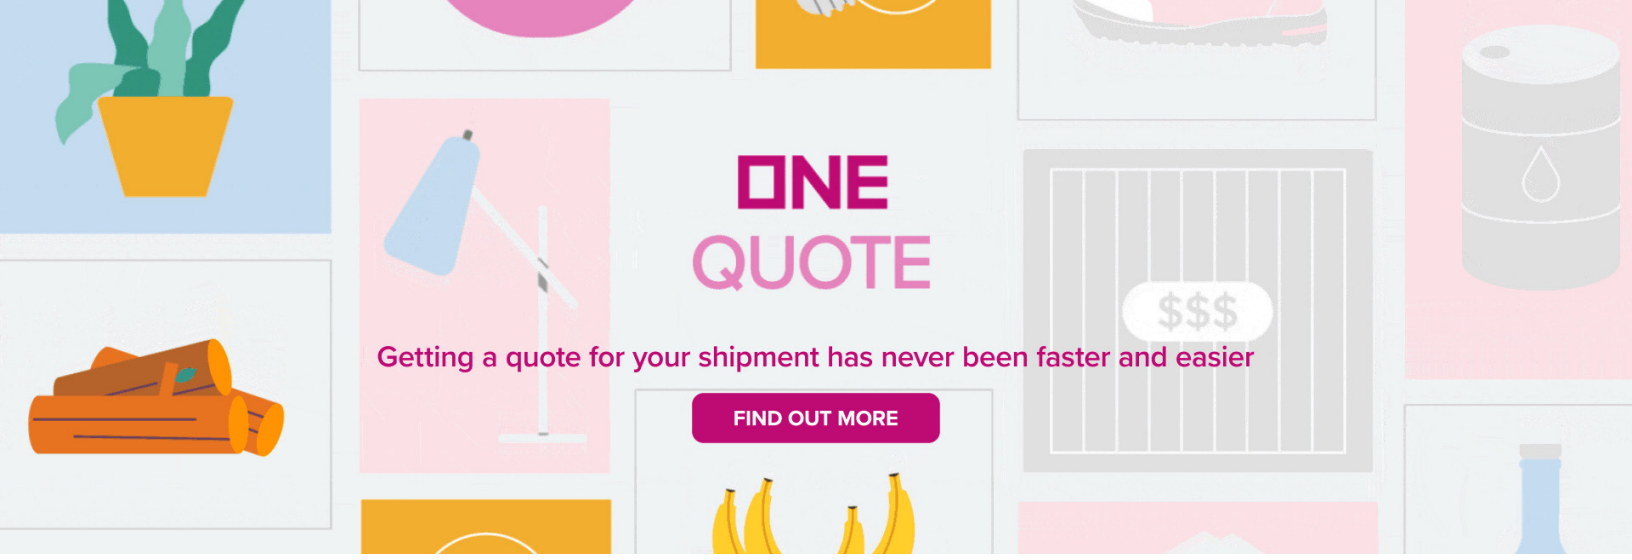 ONE
QUOTE
$$$
Getting a quote for your shipment has never been faster and easier
FIND OUT MORE